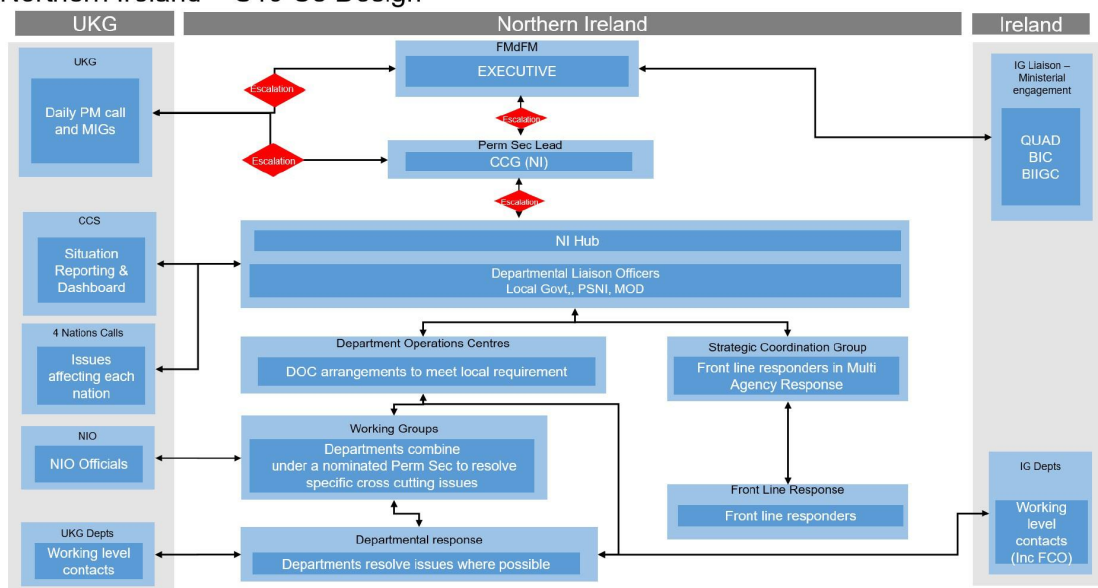 Northern Ireland – Design
UKG
Northern Ireland
Ireland
UKG
Daily PM call
and MIGs
FMdFM
EXECUTIVE
IG Liaison –
Ministerial
engagement
QUAD
BIC
BIIGC
Escalation
Escalation
Escalation
Perm Sec Lead
CCG (NI)
Escalation
CCS
Situation
Reporting &
Dashboard
NI Hub
Departmental Liaison Officers
Local Govt,, PSNI, MOD
4 Nations Calls
Issues
affecting each
nation
Department Operations Centres
DOC arrangements to meet local requirement
Strategic Coordination Group
Front line responders in Multi
Agency Response
NIO
NIO Officials
Working Groups
Departments combine
under a nominated Perm Sec to resolve
specific cross cutting issues
Front Line Response
Front line responders
IG Depts
Working
level
contacts
(Inc FCO)
UKG Depts
Working level
contacts
Departmental response
Departments resolve issues where possible